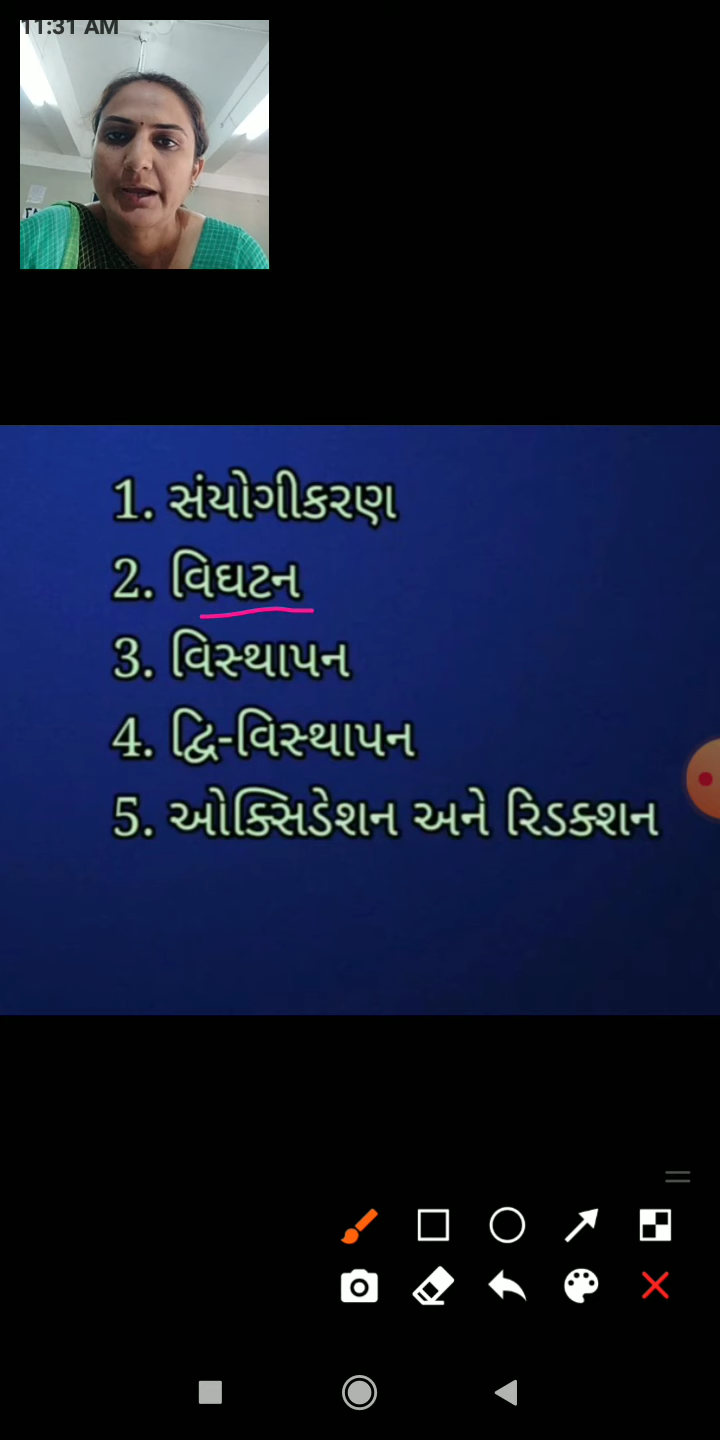 11:31 AM
1. સંયોગીકરણ
2. વિઘટન
3. વિસ્થાપન
4. દ્વિ-વિસ્થાપન
5. ઓક્સિડેશન અને રિડક્શન